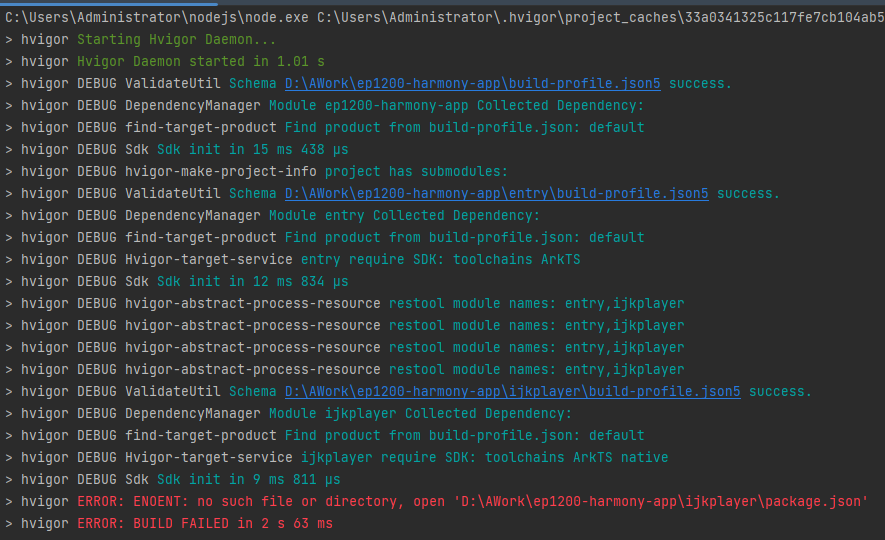 C:\Users\Administrator\nodejs\node.exe C:\Users\Administrator\.hvigor\project_caches\33a0341325c117fe7cb104ab5
> hvigor Starting Hvigor Daemon...
> hvigor Hvigor Daemon started in 1.01 s
> hvigor DEBUG ValidateUtil Schema D:\AWork\ep1200-harmony-app\build-profile.json5 success.
> hvigor DEBUG DependencyManager Module ep1200-harmony-app Collected Dependency:
> hvigor DEBUG find-target-product Find product from build-profile.json: default
> hvigor DEBUG Sdk Sdk init in 15 ms 438 µs
> hvigor DEBUG hvigor-make-project-info project has submodules:
> hvigor DEBUG ValidateUtil Schema D:\AWork\ep1200-harmony-app\entry\build-profile.json5 success.
> hvigor DEBUG DependencyManager Module entry Collected Dependency:
> hvigor DEBUG find-target-product Find product from build-profile.json: default
> hvigor DEBUG Hvigor-target-service entry require SDK: toolchains ArkTS
> hvigor DEBUG Sdk Sdk init in 12 ms 834 µs
> hvigor DEBUG hvigor-abstract-process-resource restool module names: entry,ijkplayer
> hvigor DEBUG hvigor-abstract-process-resource restool module names: entry,ijkplayer
> hvigor DEBUG hvigor-abstract-process-resource restool module names: entry,ijkplayer
> hvigor DEBUG hvigor-abstract-process-resource restool module names: entry,ijkplayer
> hvigor DEBUG ValidateUtil Schema D:\AWork\ep1200-harmony-app\ijkplayer\build-profile.json5 success.
> hvigor DEBUG DependencyManager Module ijkplayer Collected Dependency:
> hvigor DEBUG find-target-product Find product from build-profile.json: default
> hvigor DEBUG Hvigor-target-service ijkplayer require SDK: toolchains ArkTS native
> hvigor DEBUG Sdk Sdk init in 9 ms 811 µs
> hvigor ERROR: ENOENT: no such file or directory, open 'D:\AWork\ep1200-harmony-app\ijkplayer\package.json'
> hvigor ERROR: BUILD FAILED in 2 s 63 ms